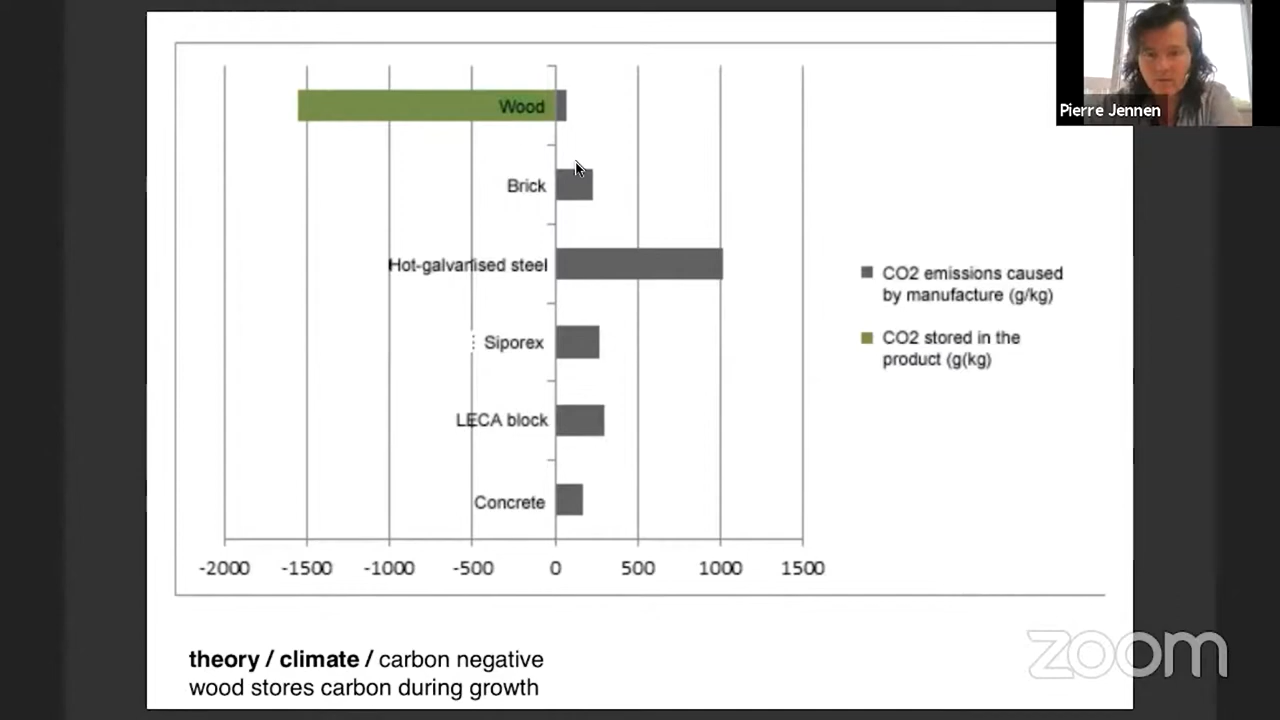 Pierre Jennen
Wood
Brick
Hot-galvanised steel
Siporex
LECA block
Concrete
-2000 -1500 -1000 -500 0 500 1000 1500
CO2 emissions caused
by manufacture (g/kg)
CO2 stored in the
product (g(kg)
theory / climate / carbon negative
wood stores carbon during growth
zoom